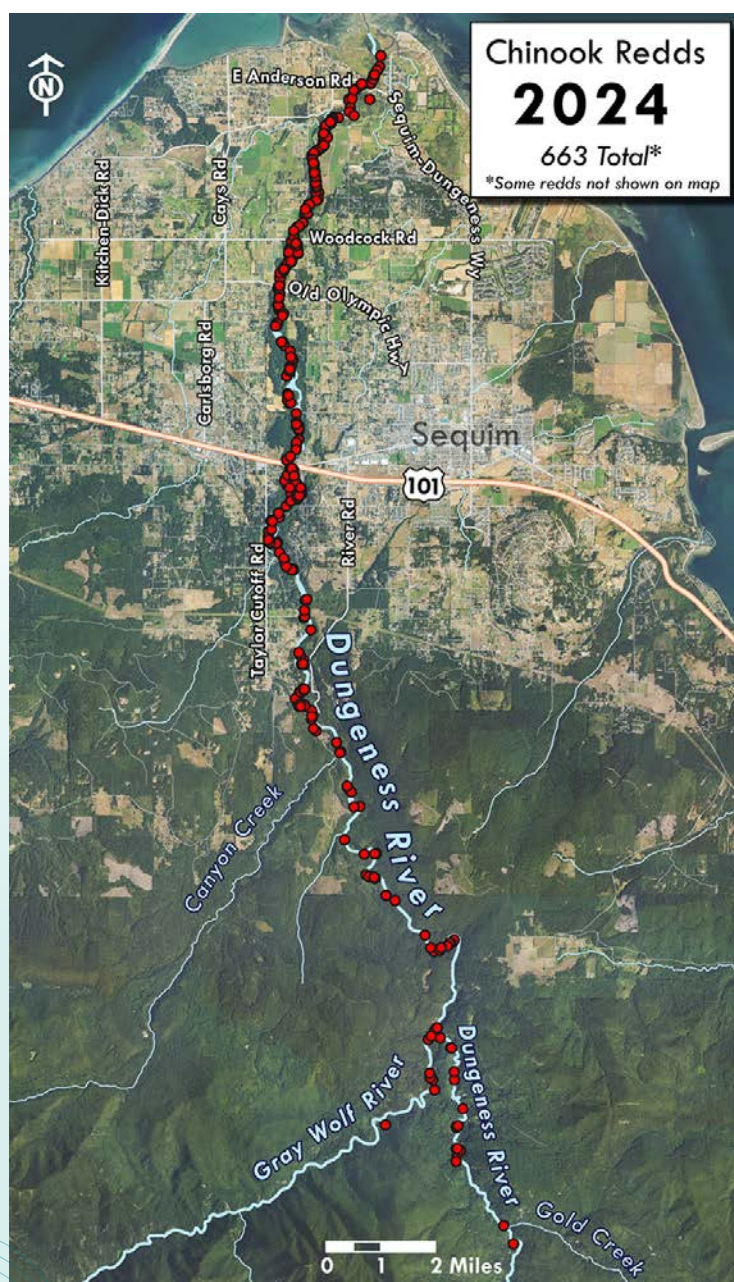 Chinook Redds
2024
663 Total*
*Some redds not shown on map
N
E Anderson Rd
Sequim-Dungeness Wy
Kitchen-Dick Rd
Cays Rd
Woodcock Rd
Old Olympic Hwy
Carlsborg Rd
Sequim
101
River Rd
Taylor Cutoff Rd
Dungeness River
Canyon Creek
Dungeness River
Gray Wolf River
Gold Creek
0 1 2 Miles